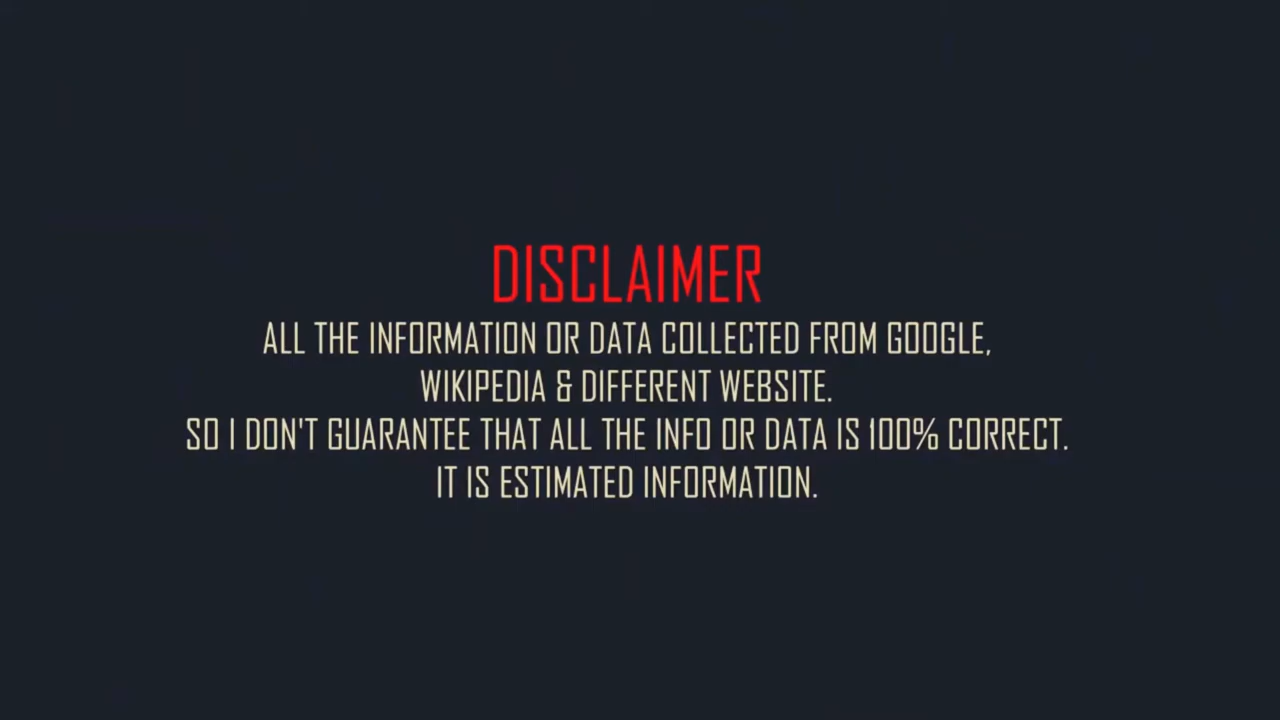 DISCLAIMER
ALL THE INFORMATION OR DATA COLLECTED FROM GOOGLE,
WIKIPEDIA & DIFFERENT WEBSITE.
SO I DON'T GUARANTEE THAT ALL THE INFO OR DATA IS 100% CORRECT.
IT IS ESTIMATED INFORMATION.